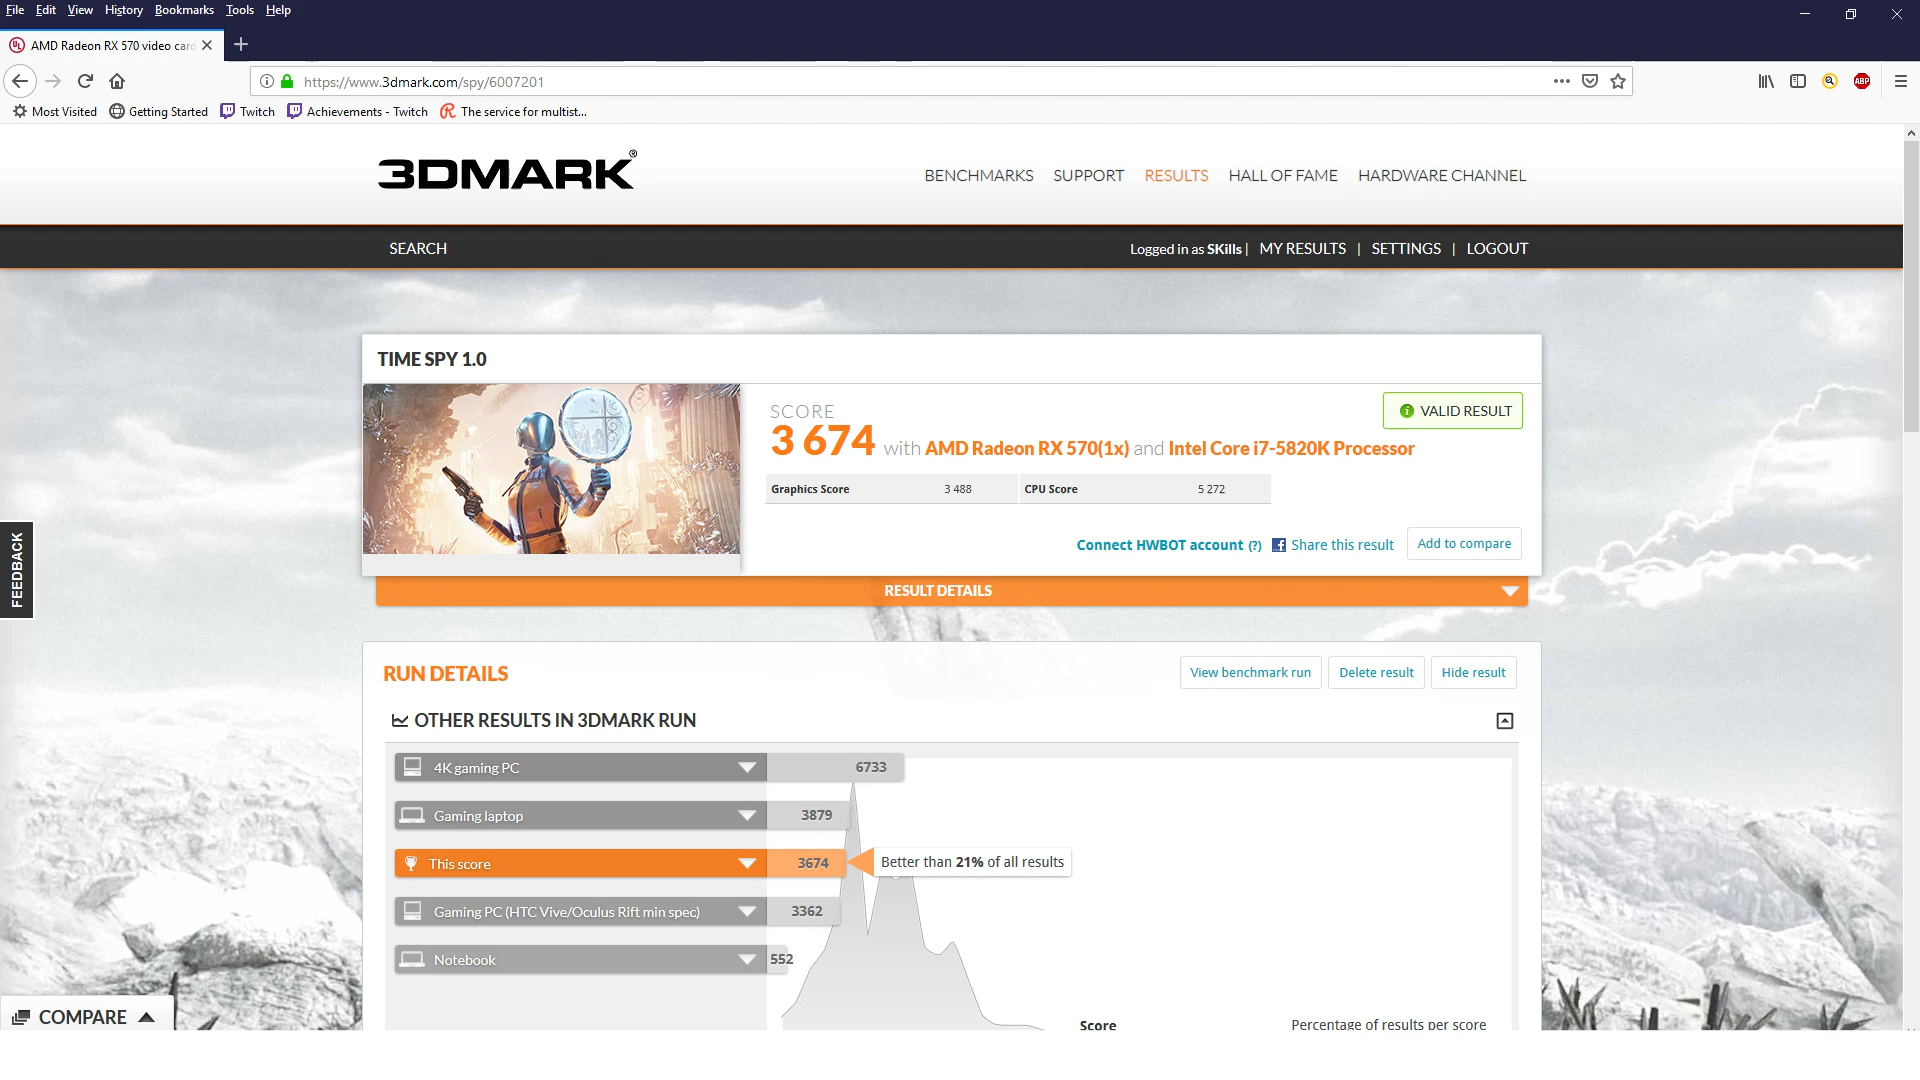 File Edit View History Bookmarks Tools Help
AMD Radeon RX 570 video card
https://www.3dmark.com/spy/6007201
ABP
Most Visited Getting Started Twitch Achievements - Twitch The service for multist...
3DMARK®
BENCHMARKS SUPPORT RESULTS HALL OF FAME HARDWARE CHANNEL
SEARCH
Logged in as SKills | MY RESULTS | SETTINGS | LOGOUT
TIME SPY 1.0
SCORE
VALID RESULT
3 674 with AMD Radeon RX 570(1x) and Intel Core i7-5820K Processor
Graphics Score 3 488 CPU Score 5 272
Connect HWBOT account (?) Share this result Add to compare
FEEDBACK
RESULT DETAILS
RUN DETAILS
View benchmark run Delete result Hide result
OTHER RESULTS IN 3DMARK RUN
4K gaming PC 6733
Gaming laptop 3879
This score 3674 Better than 21% of all results
Gaming PC (HTC Vive/Oculus Rift min spec) 3362
Notebook 552
COMPARE
Score Percentage of results per score